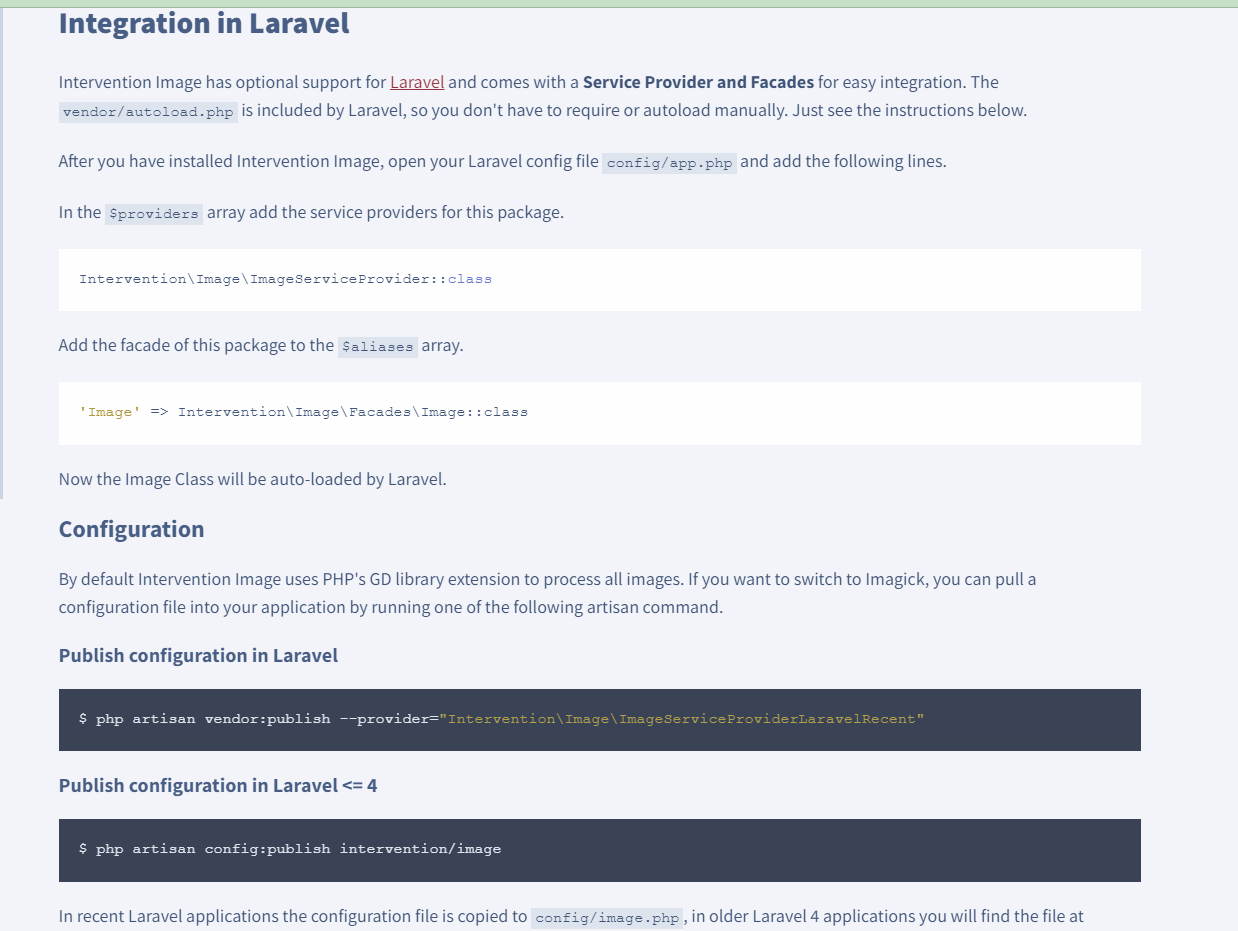 Integration in Laravel
Intervention Image has optional support for Laravel and comes with a Service Provider and Facades for easy integration. The
vendor/autoload.php is included by Laravel, so you don't have to require or autoload manually. Just see the instructions below.
After you have installed Intervention Image, open your Laravel config file config/app.php and add the following lines.
In the $providers array add the service providers for this package.
Intervention\Image\ImageServiceProvider::class
Add the facade of this package to the $aliases array.
'Image' => Intervention\Image\Facades\Image::class
Now the Image Class will be auto-loaded by Laravel.
Configuration
By default Intervention Image uses PHP's GD library extension to process all images. If you want to switch to Imagick, you can pull a
configuration file into your application by running one of the following artisan command.
Publish configuration in Laravel
$ php artisan vendor:publish --provider="Intervention\Image\ImageServiceProviderLaravelRecent"
Publish configuration in Laravel <= 4
$ php artisan config:publish intervention/image
In recent Laravel applications the configuration file is copied to config/image.php, in older Laravel 4 applications you will find the file at